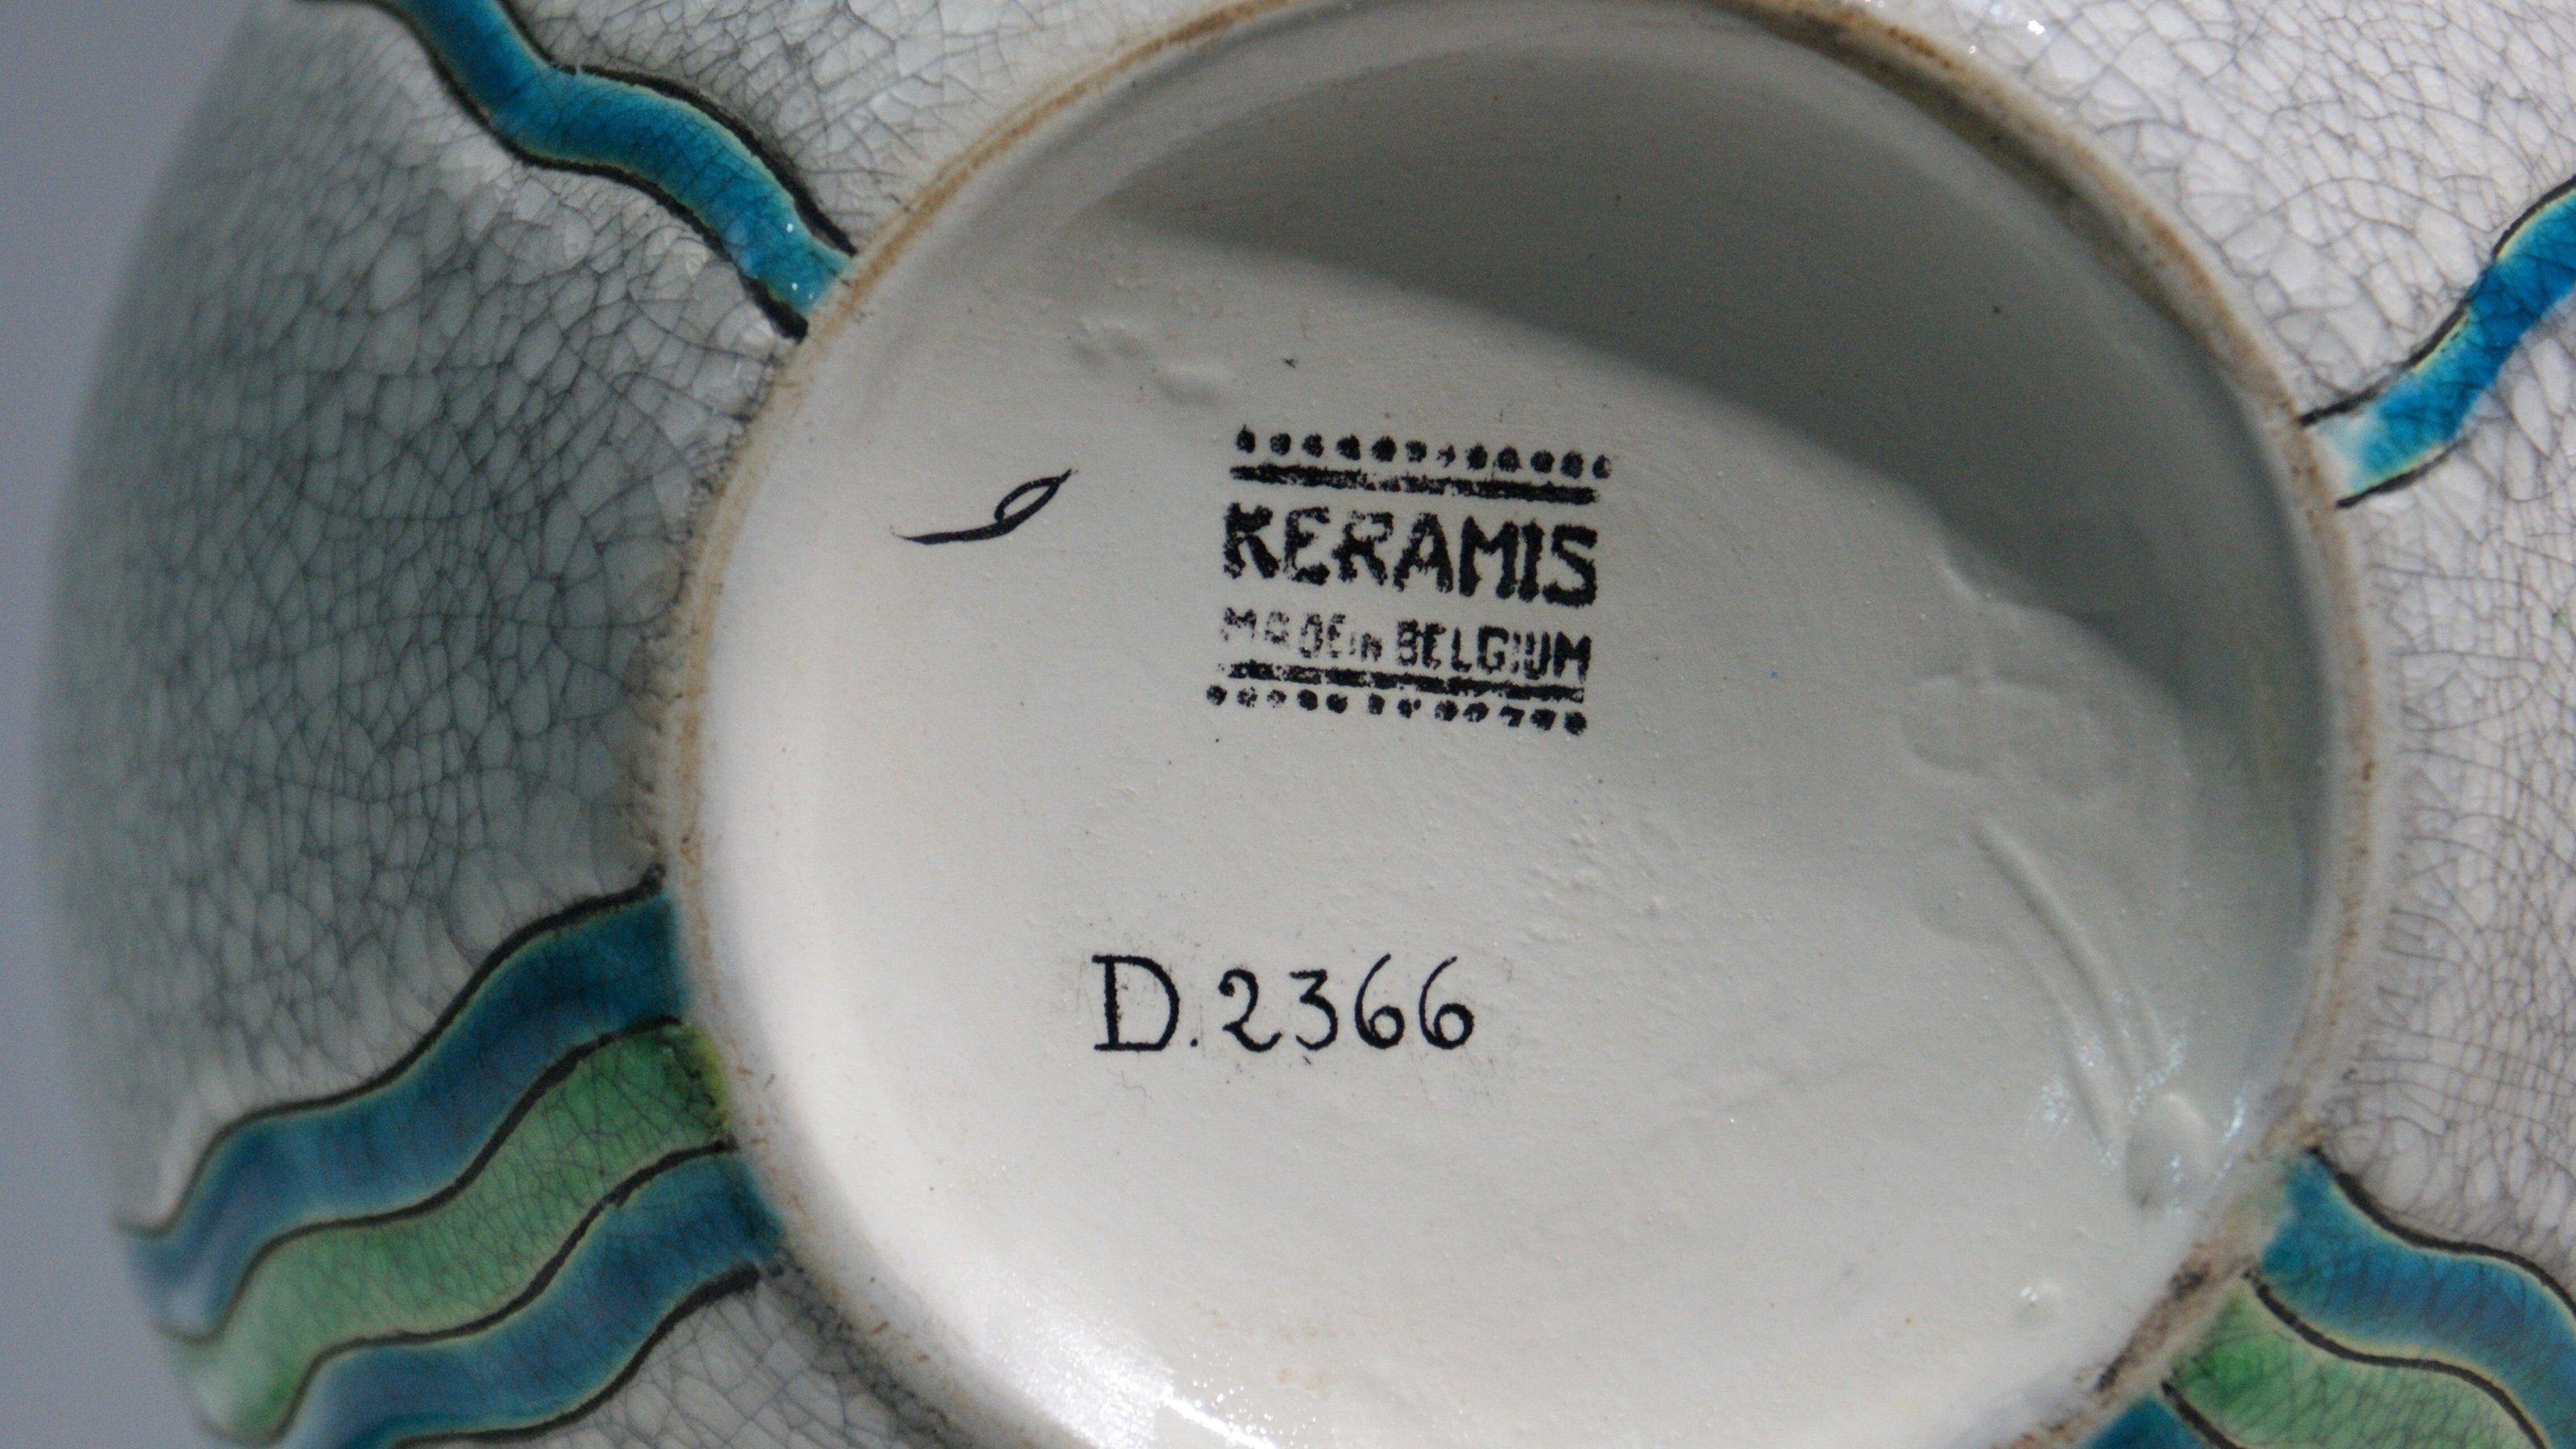 KERAMIS
MADE in BELGIUM
D.2366